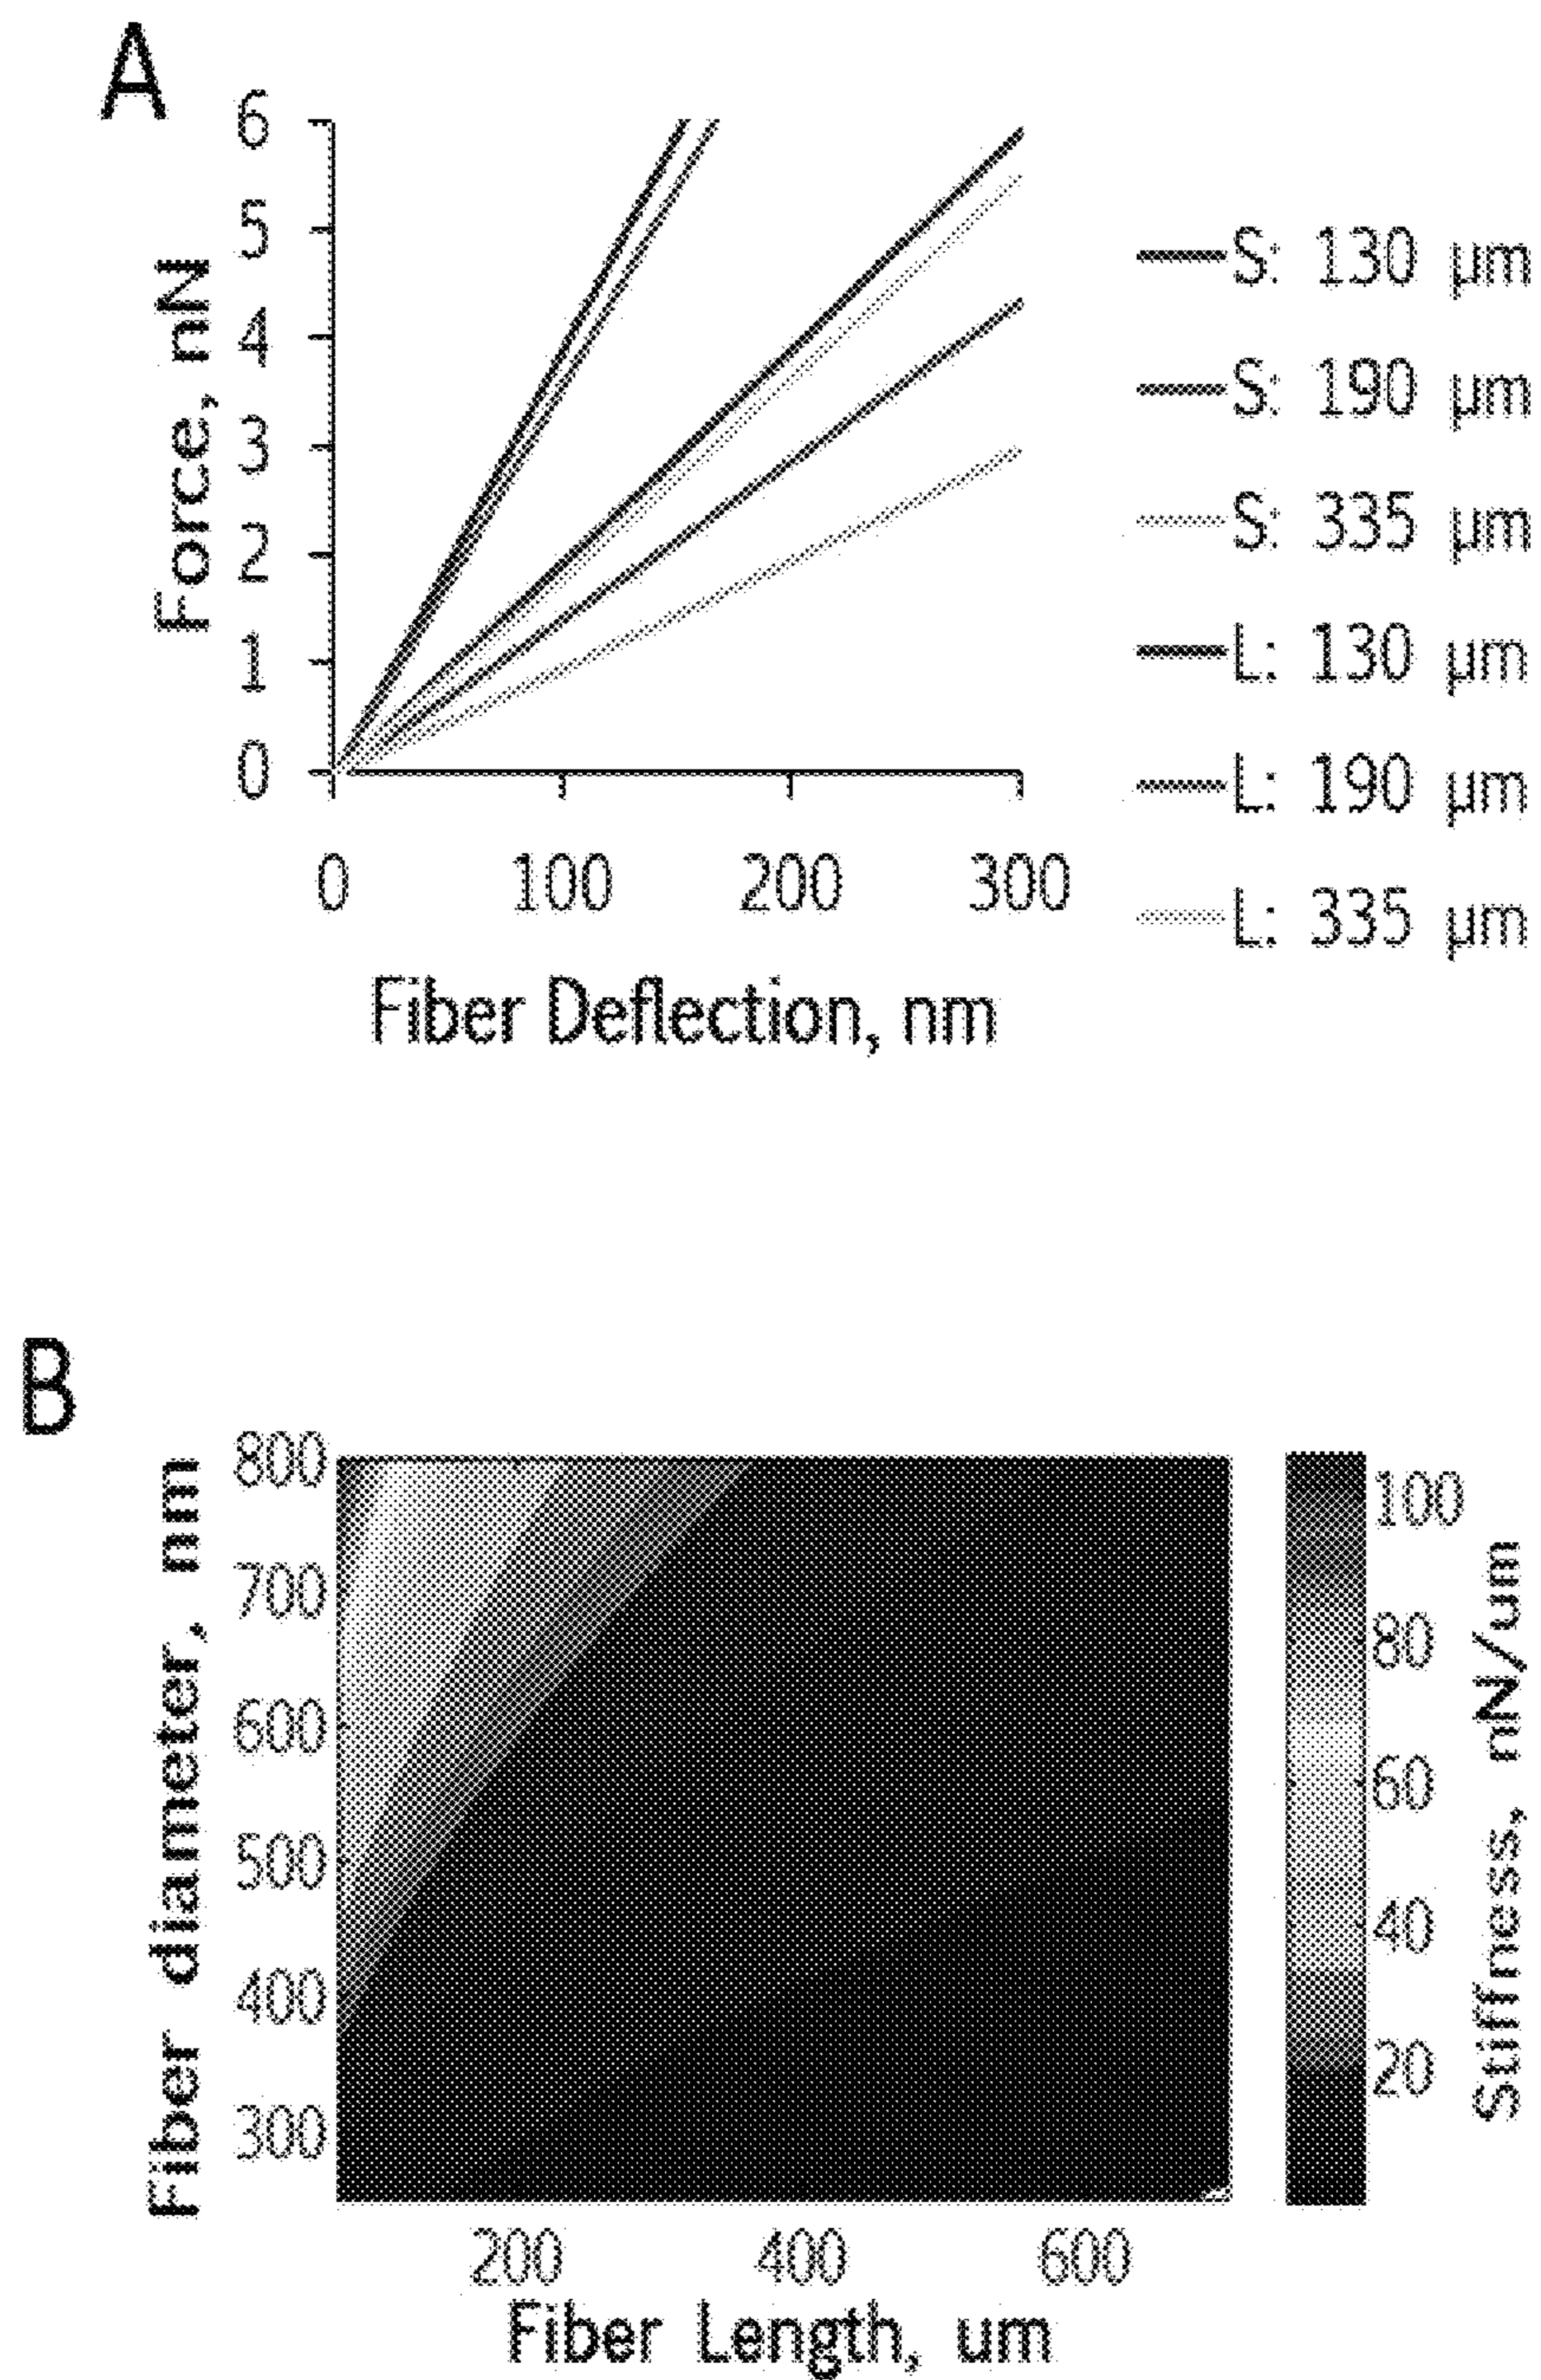 A
6
5
4
3
2
1
0
Force, nN
0 100 200 300
Fiber Deflection, nm
S: 130 µm
S: 190 µm
S: 335 µm
L: 130 µm
L: 190 µm
L: 335 µm
B
800
700
600
500
400
300
Fiber diameter, nm
200 400 600
Fiber Length, um
100
80
60
40
20
Stiffness, nN/um